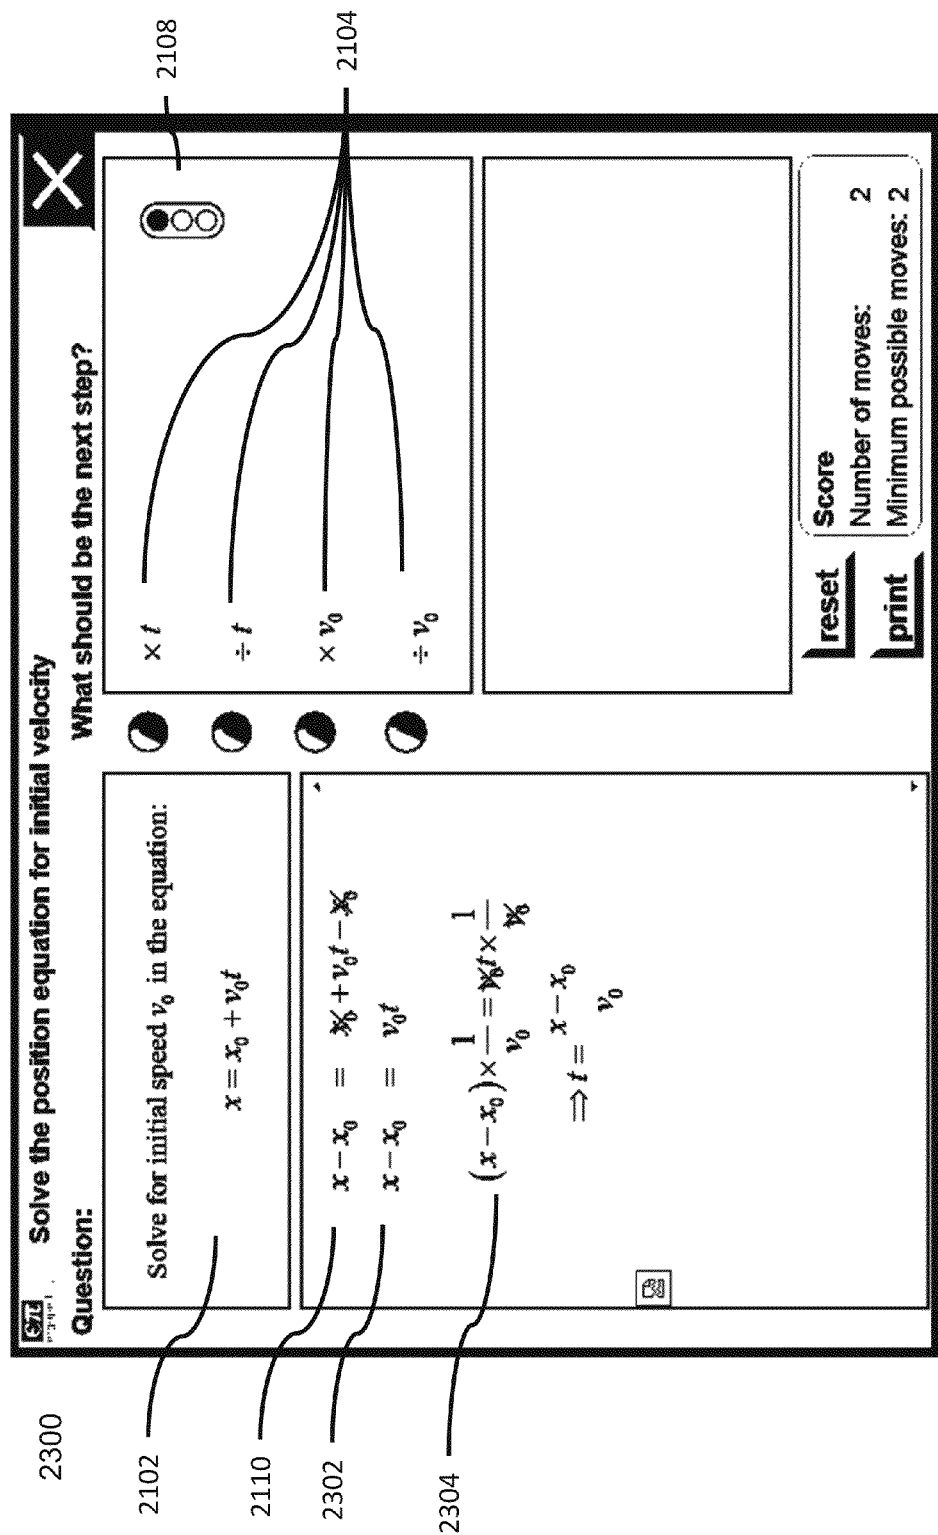 2300
Solve the position equation for initial velocity
Question:
Solve for initial speed v₀ in the equation:
x = x₀ + v₀t
x − x₀ = x₀ + v₀t − x₀
x − x₀ = v₀t
(x − x₀) × 1/v₀ = v₀t × 1/v₀
⇒ t = x − x₀ / v₀
What should be the next step?
× t
÷ t
× v₀
÷ v₀
reset
print
Score
Number of moves: 2
Minimum possible moves: 2
2102
2110
2302
2304
2108
2104